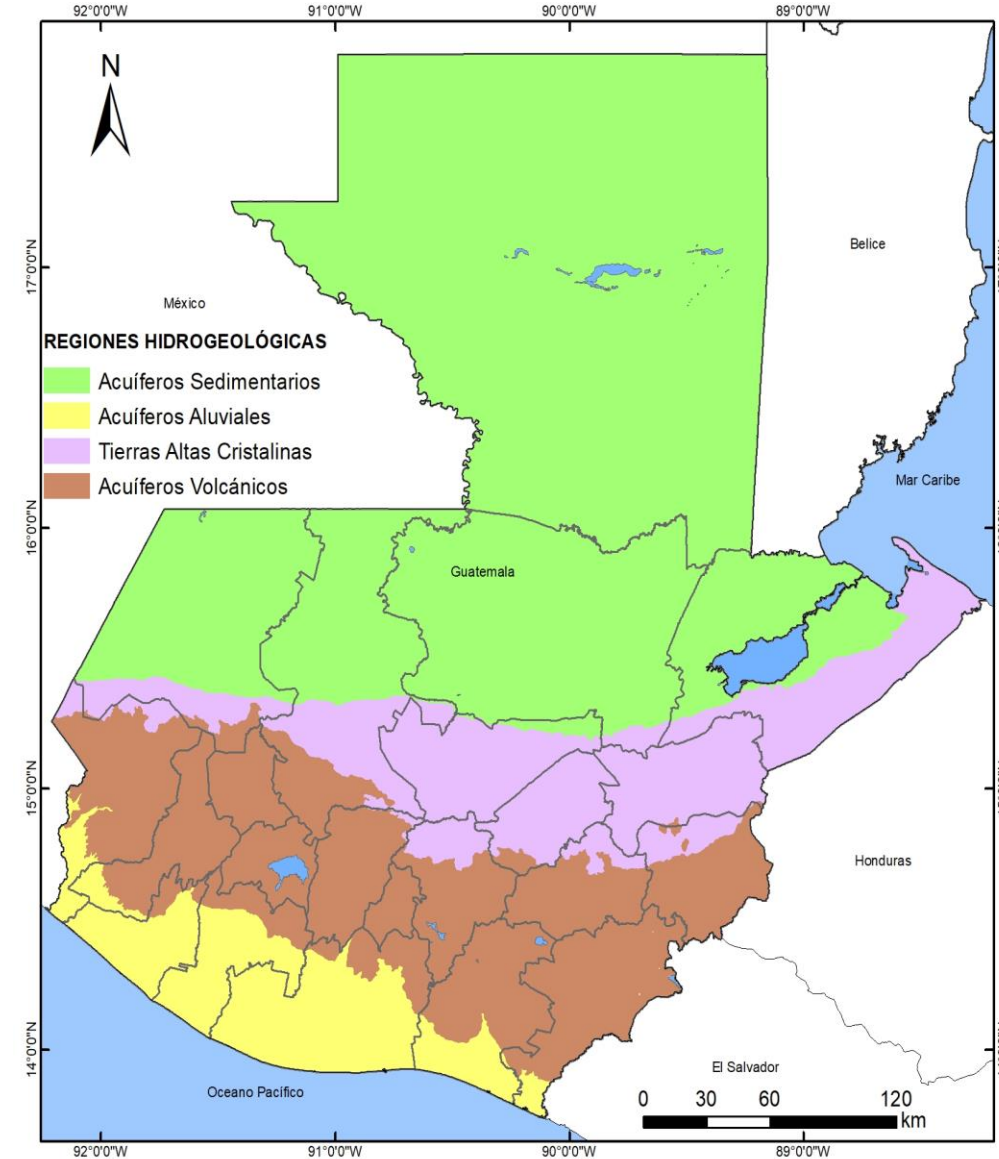 92°0'0"W 91°0'0"W 90°0'0"W 89°0'0"W
N
17°0'0"N
Belice
México
REGIONES HIDROGEOLÓGICAS
Acuíferos Sedimentarios
Acuíferos Aluviales
Tierras Altas Cristalinas
Acuíferos Volcánicos
Mar Caribe
16°0'0"N
Guatemala
15°0'0"N
Honduras
14°0'0"N
El Salvador
Oceano Pacífico
0 30 60 120
km
92°0'0"W 91°0'0"W 90°0'0"W 89°0'0"W